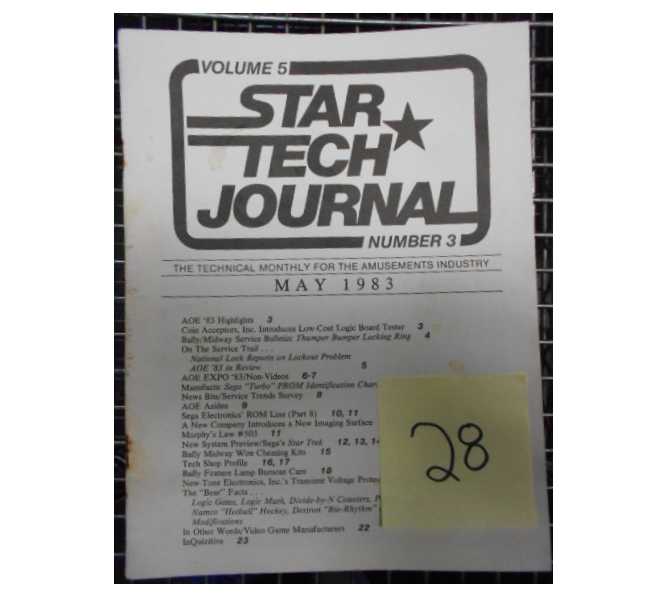 VOLUME 5
STAR
TECH
JOURNAL
NUMBER 3
THE TECHNICAL MONTHLY FOR THE AMUSEMENTS INDUSTRY
MAY 1983
AOE '83 Highlights 3
Coin Acceptors, Inc. Introduces Low-Cost Logic Board Tester 3
Bally/Midway Service Bulletin: Thumper Bumper Locking Ring 4
On The Service Trail . . .
National Lock Reports on Lockout Problem
AOE '83 in Review 5
AOE EXPO '83/Non-Videos 6-7
Sega "Turbo" PROM Identification
News Bits/Service Trends Survey 8
AOE Asides 9
Sega Electronics' ROM List (Part 8) 10, 11
A New Company Introduces a New Imaging Surface
Murphy's Law #503 11
New System Preview/Sega's Star Trek 12, 13,
Bally Midway Wire Chesting Kits 15
Tech Shop Profile 16, 17
Bally Feature Lamp Burnout Cure 18
New-Tone Electronics, Inc.'s Transient Voltage
The "Bear" Facts . . .
Logic Gates, Logic Mark, Divide-by-N Counters,
Namco "Hotball" Hockey, Dextron "Bio-Rhythm"
Modifications
In Other Words/Video Game Manufacturers 22
InQuizitive 23
28